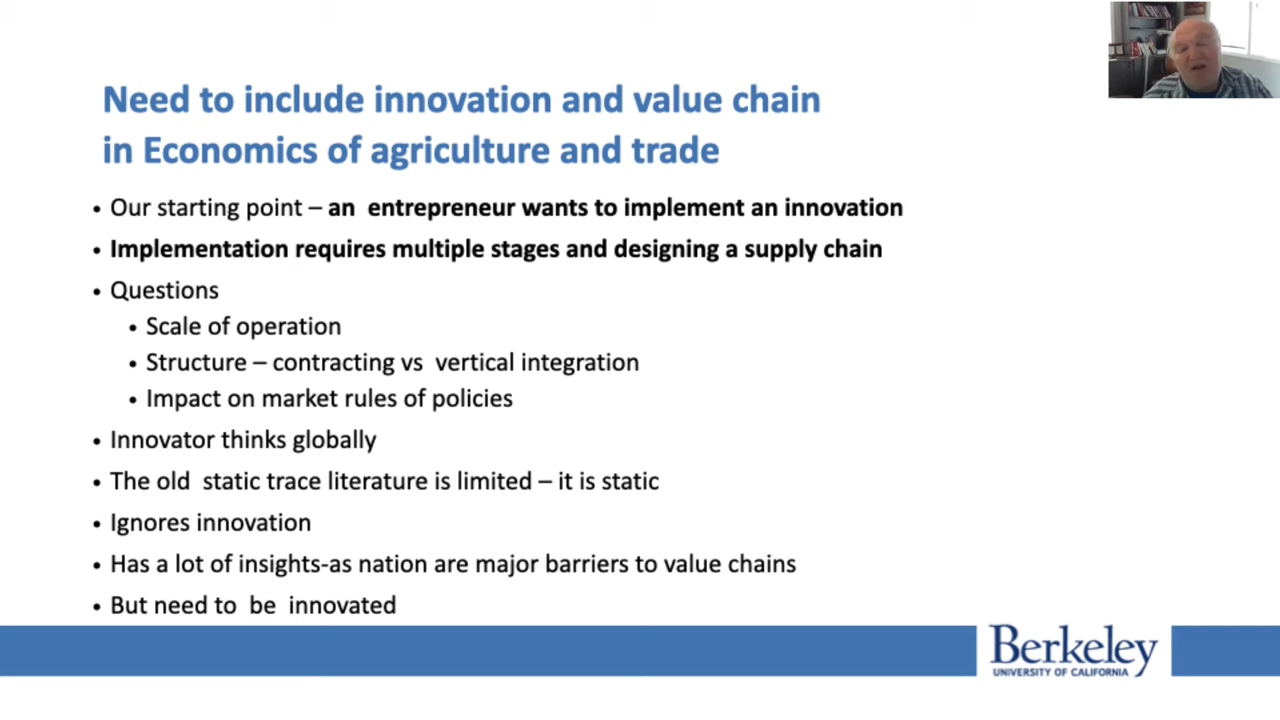 Need to include innovation and value chain
in Economics of agriculture and trade
• Our starting point – an entrepreneur wants to implement an innovation
• Implementation requires multiple stages and designing a supply chain
• Questions
• Scale of operation
• Structure – contracting vs vertical integration
• Impact on market rules of policies
• Innovator thinks globally
• The old static trace literature is limited – it is static
• Ignores innovation
• Has a lot of insights-as nation are major barriers to value chains
• But need to be innovated
Berkeley
UNIVERSITY OF CALIFORNIA